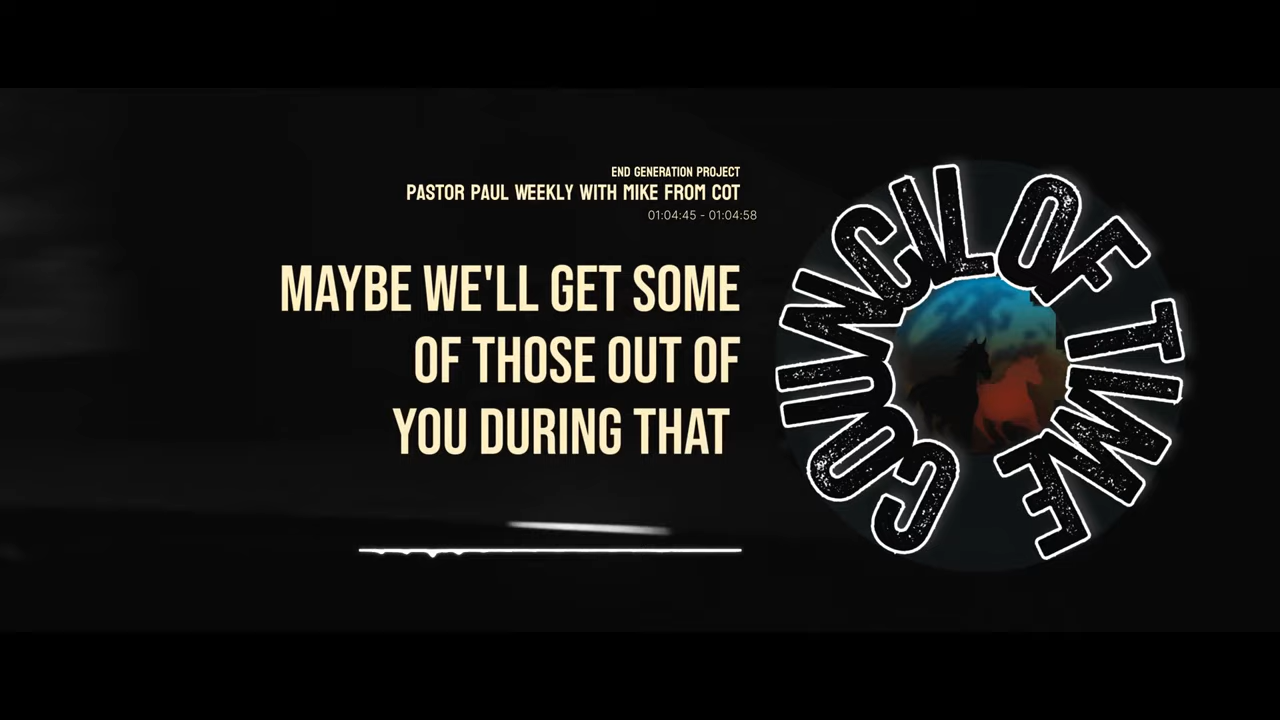 END GENERATION PROJECT
PASTOR PAUL WEEKLY WITH MIKE FROM COT
01:04:45 - 01:04:58
MAYBE WE'LL GET SOME
OF THOSE OUT OF
YOU DURING THAT
COUNCIL OF TIME